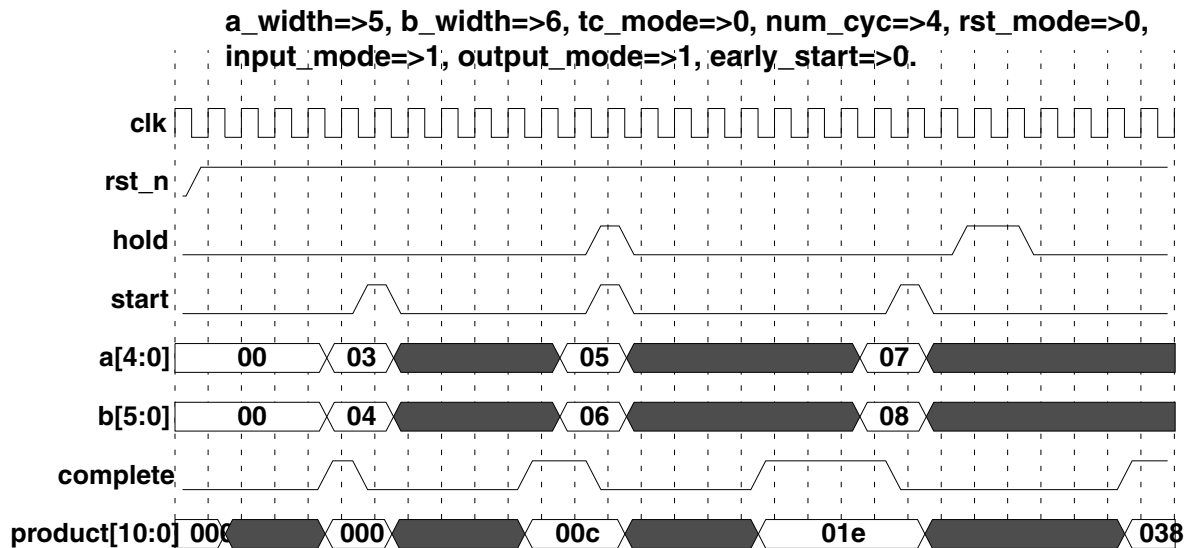 a_width=>5, b_width=>6, tc_mode=>0, num_cyc=>4, rst_mode=>0,
input_mode=>1, output_mode=>1, early_start=>0.
clk
rst_n
hold
start
a[4:0] 00 03 05 07
b[5:0] 00 04 06 08
complete
product[10:0] 000 000 00c 01e 038